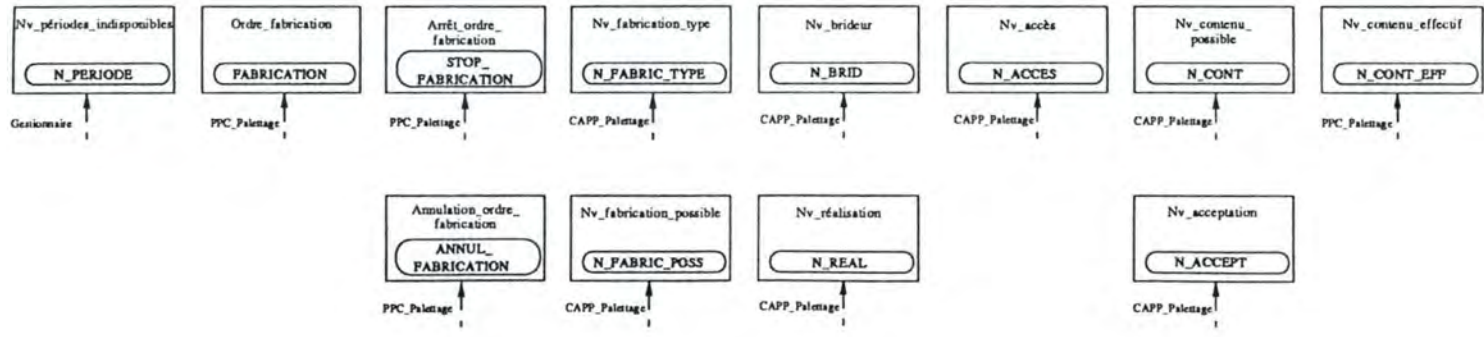 Nv_périodes_indisponibles
N_PERIODE
Gestionnaire
Ordre_fabrication
FABRICATION
PPC_Palettage
Arrêt_ordre_
fabrication
STOP_
FABRICATION
PPC_Palettage
Nv_fabrication_type
N_FABRIC_TYPE
CAPP_Palettage
Nv_brideur
N_BRID
CAPP_Palettage
Nv_accès
N_ACCES
CAPP_Palettage
Nv_contenu_
possible
N_CONT
CAPP_Palettage
Nv_contenu_effectif
N_CONT_EFF
PPC_Palettage
Annulation_ordre_
fabrication
ANNUL_
FABRICATION
PPC_Palettage
Nv_fabrication_possible
N_FABRIC_POSS
CAPP_Palettage
Nv_réalisation
N_REAL
CAPP_Palettage
Nv_acceptation
N_ACCEPT
CAPP_Palettage